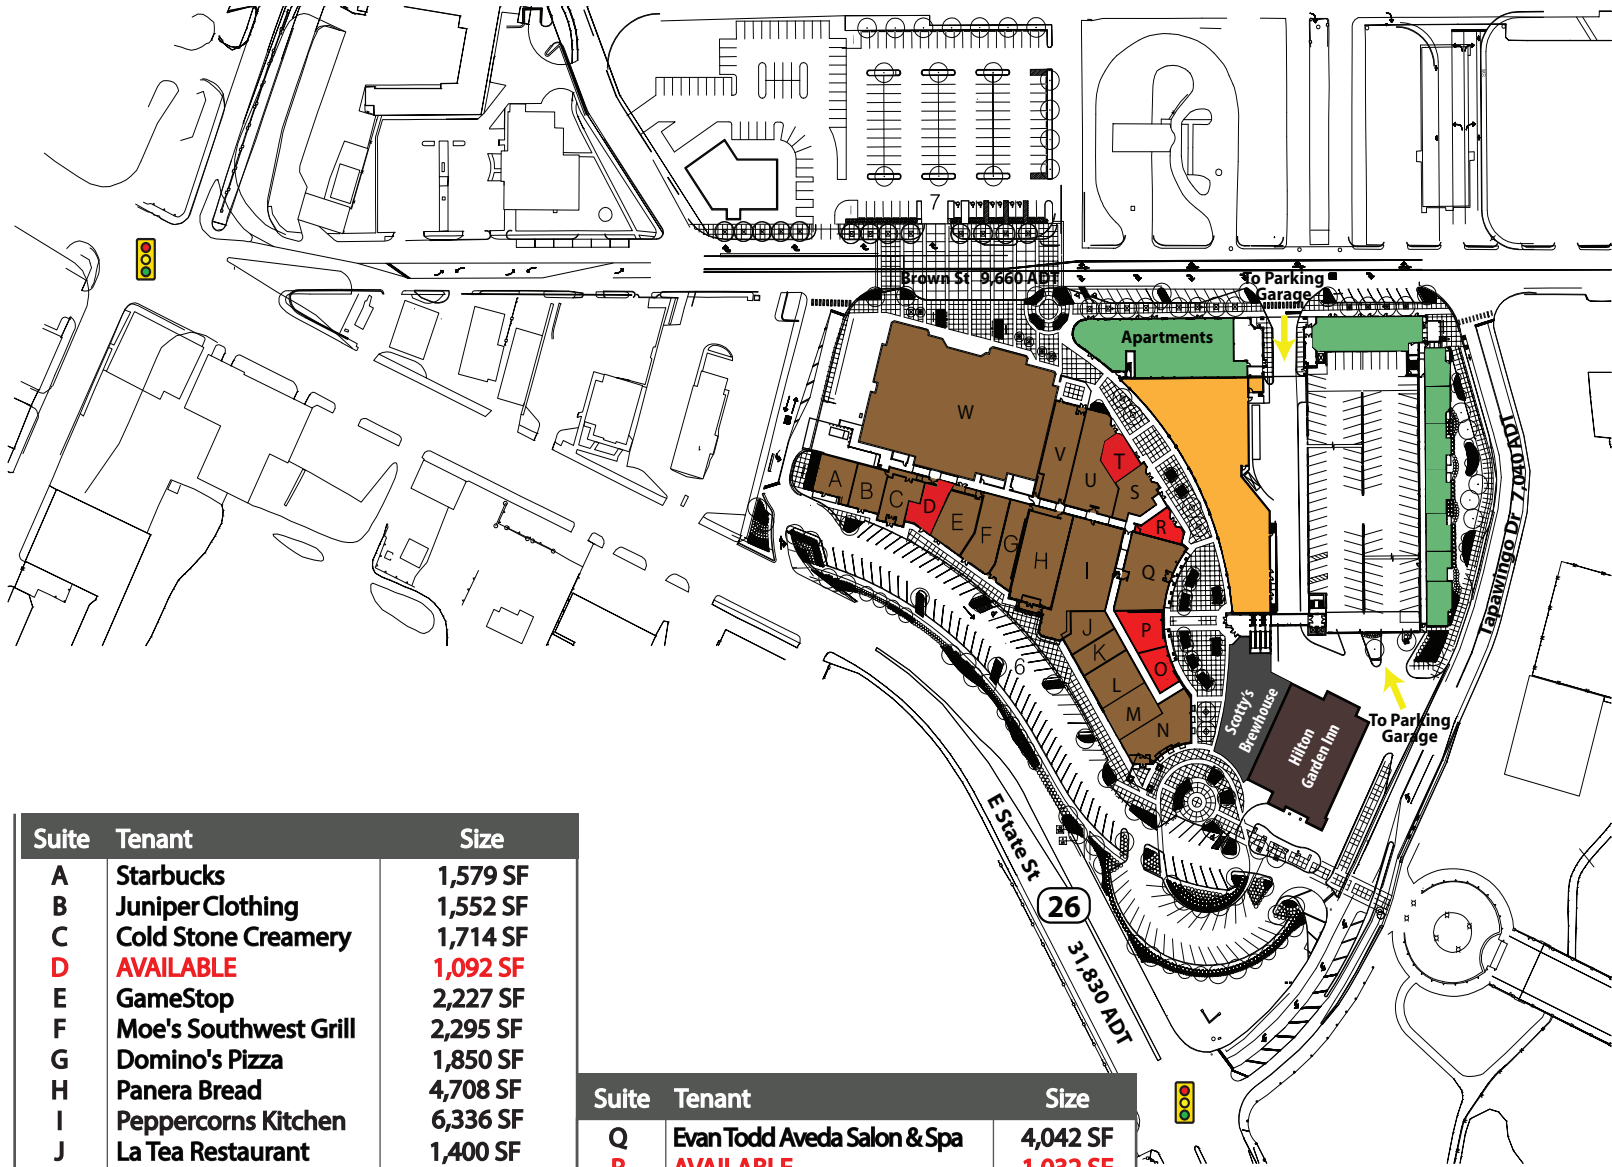 7
Brown St 9,660 ADT
To Parking
Garage
Apartments
W
V
U
T
S
A
B
C
D
E
F
G
H
I
R
Q
J
K
L
M
N
P
O
6
Tapawingo Dr 7,040 ADT
Scotty's
Brewhouse
Hilton
Garden Inn
To Parking
Garage
E State St
26
31,830 ADT
Suite Tenant Size
A Starbucks 1,579 SF
B Juniper Clothing 1,552 SF
C Cold Stone Creamery 1,714 SF
D AVAILABLE 1,092 SF
E GameStop 2,227 SF
F Moe's Southwest Grill 2,295 SF
G Domino's Pizza 1,850 SF
H Panera Bread 4,708 SF
I Peppercorns Kitchen 6,336 SF
J La Tea Restaurant 1,400 SF
Suite Tenant Size
Q Evan Todd Aveda Salon & Spa 4,042 SF
R AVAILABLE 1,032 SF